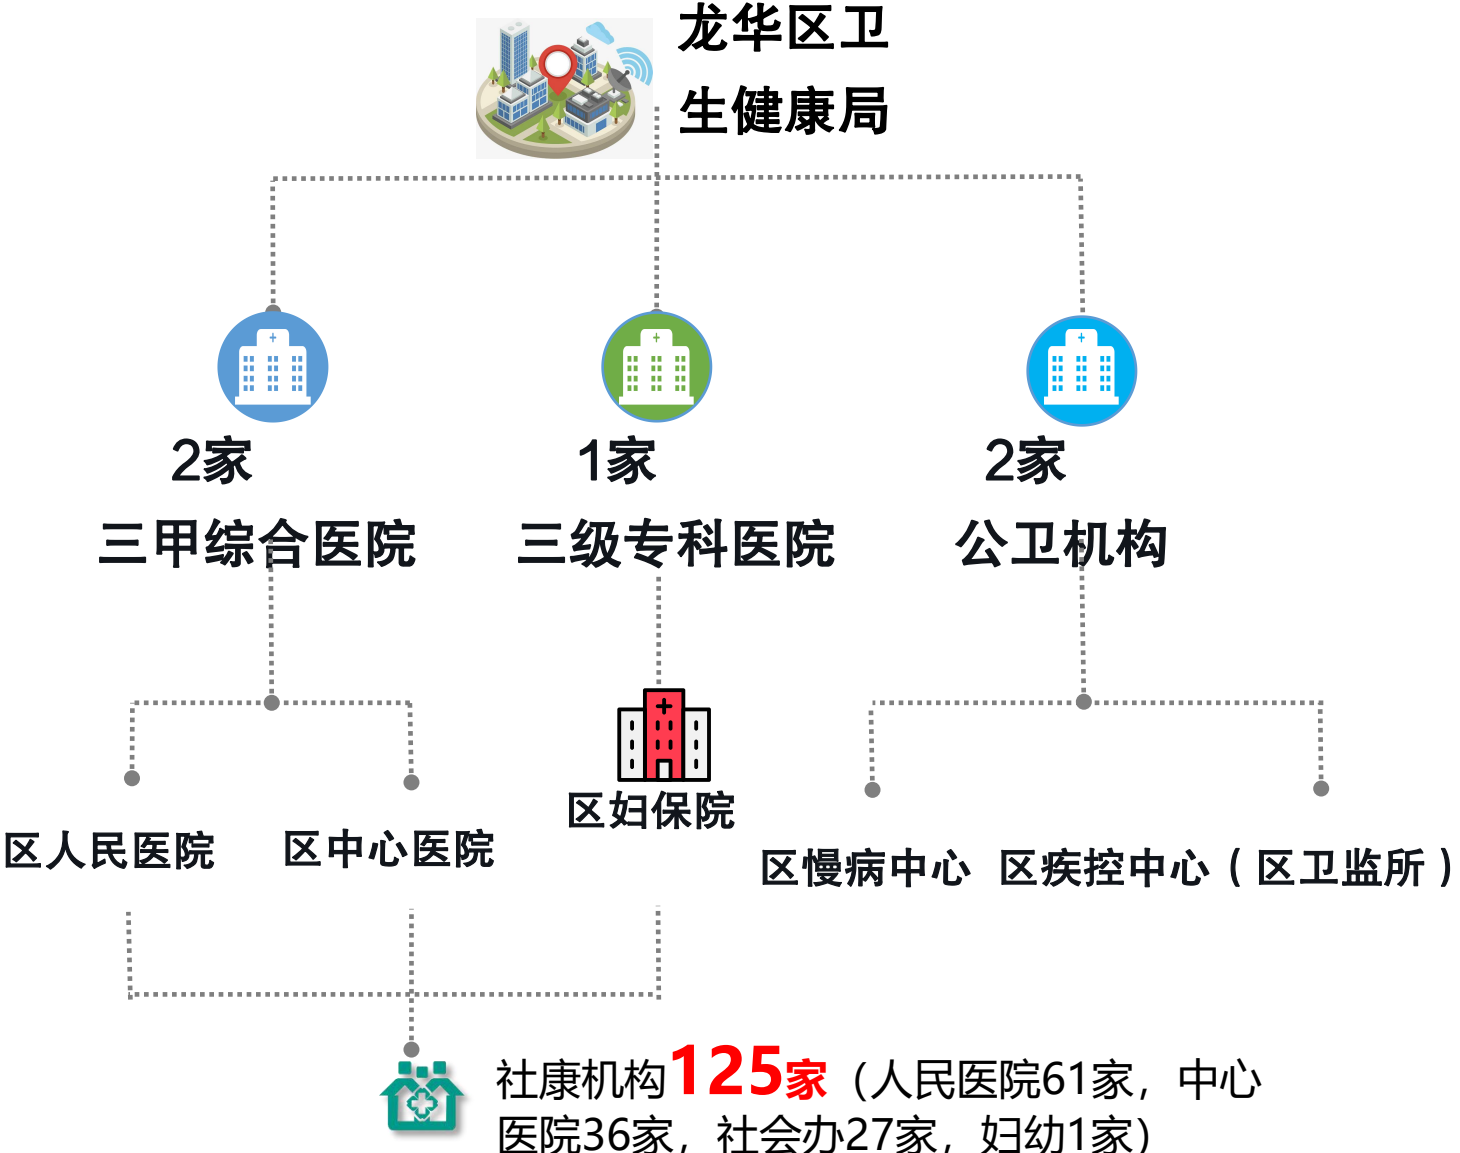 龙华区卫
生健康局
2家
三甲综合医院
1家
三级专科医院
2家
公卫机构
区人民医院
区中心医院
区妇保院
区慢病中心
区疾控中心（区卫监所）
社康机构125家（人民医院61家，中心
医院36家，社会办27家，妇幼1家）